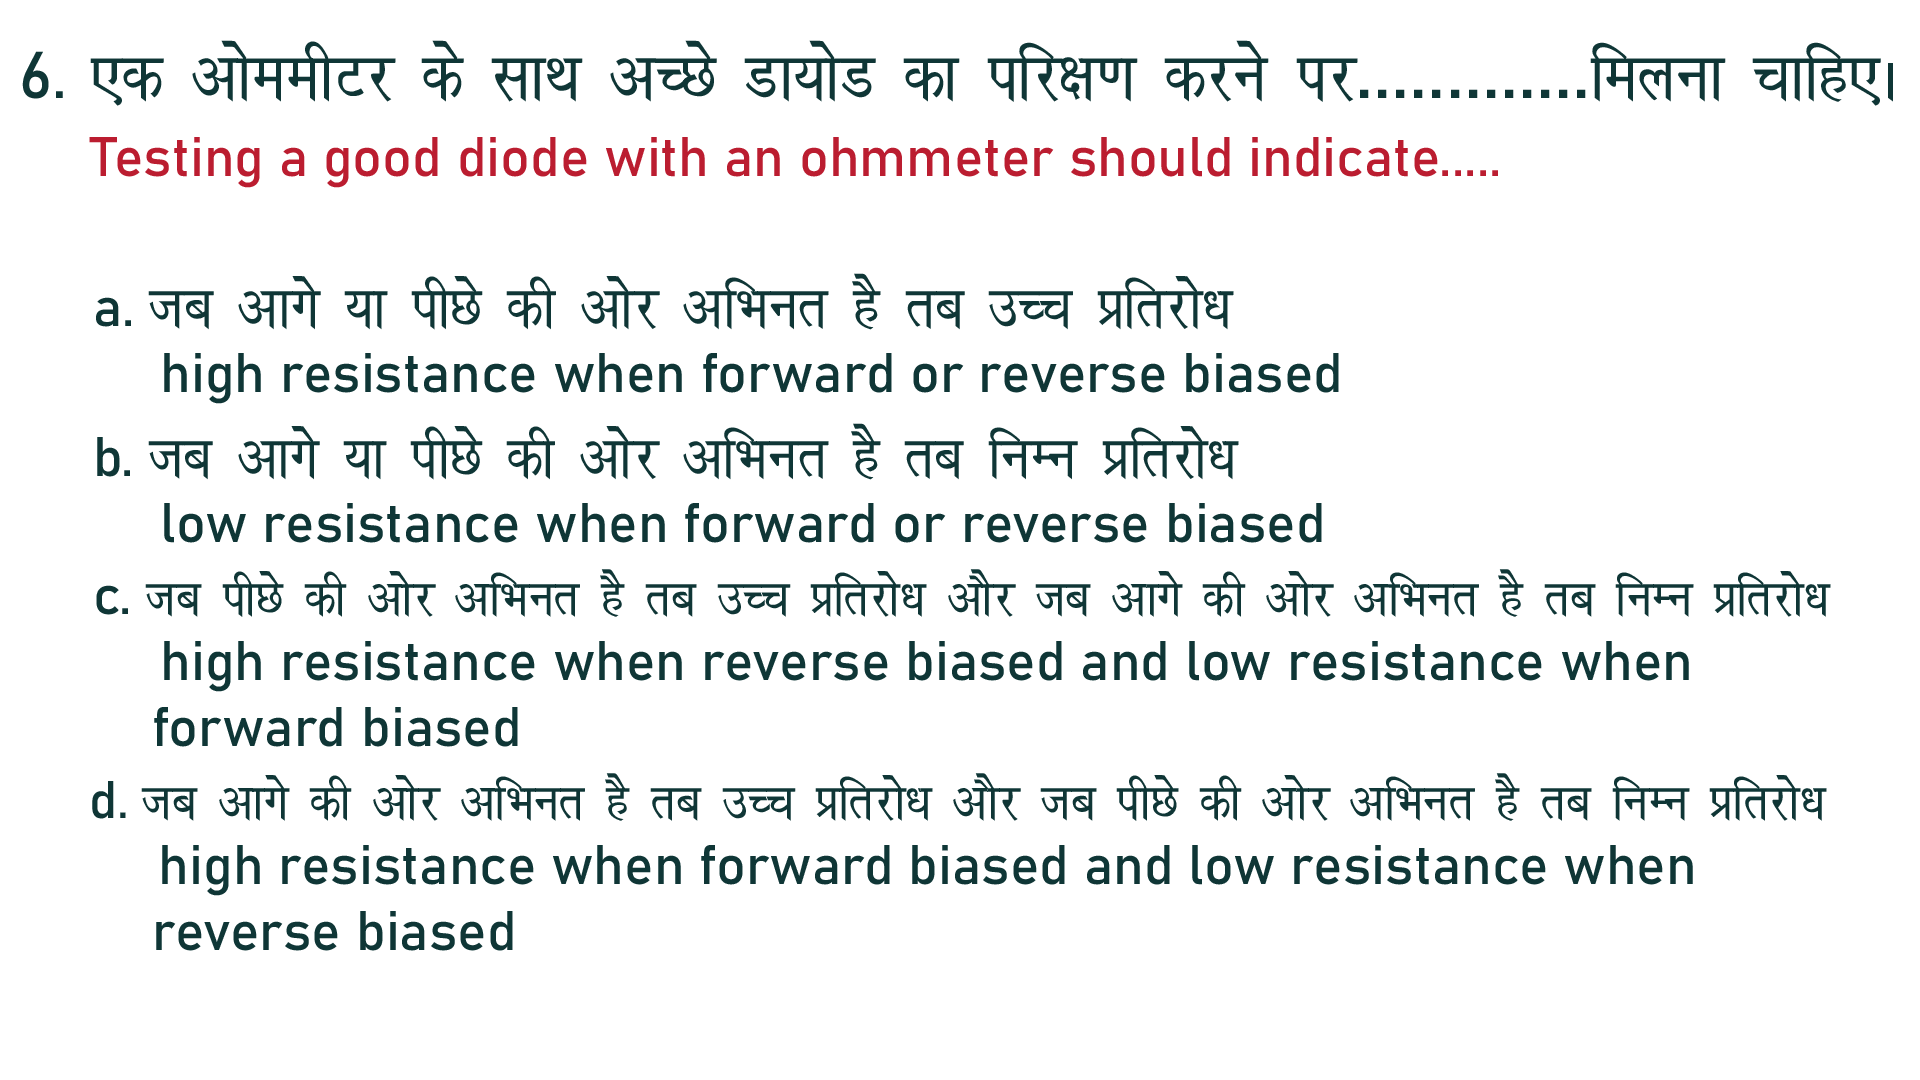 6. एक ओममीटर के साथ अच्छे डायोड का परिक्षण करने पर.............मिलना चाहिए।
Testing a good diode with an ohmmeter should indicate.....
a. जब आगे या पीछे की ओर अभिनत है तब उच्च प्रतिरोध
high resistance when forward or reverse biased
b. जब आगे या पीछे की ओर अभिनत है तब निम्न प्रतिरोध
low resistance when forward or reverse biased
c. जब पीछे की ओर अभिनत है तब उच्च प्रतिरोध और जब आगे की ओर अभिनत है तब निम्न प्रतिरोध
high resistance when reverse biased and low resistance when
forward biased
d. जब आगे की ओर अभिनत है तब उच्च प्रतिरोध और जब पीछे की ओर अभिनत है तब निम्न प्रतिरोध
high resistance when forward biased and low resistance when
reverse biased